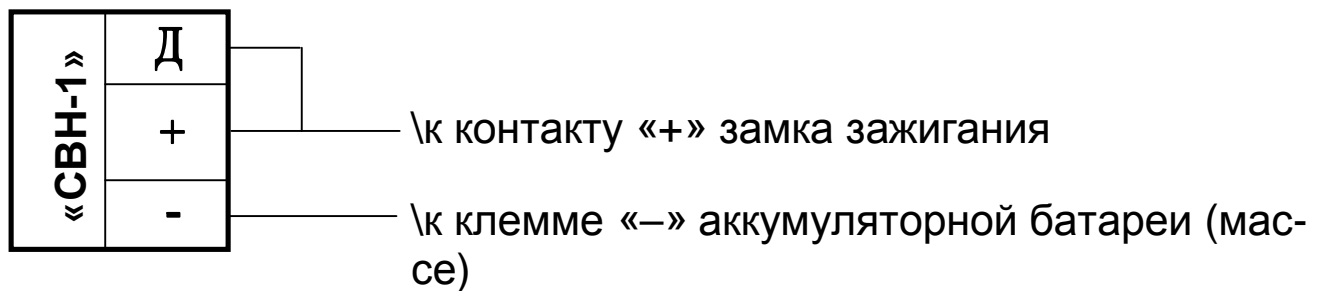 «СВН-1»
Д
+
\к контакту «+» замка зажигания
-
\к клемме «–» аккумуляторной батареи (мас-
се)